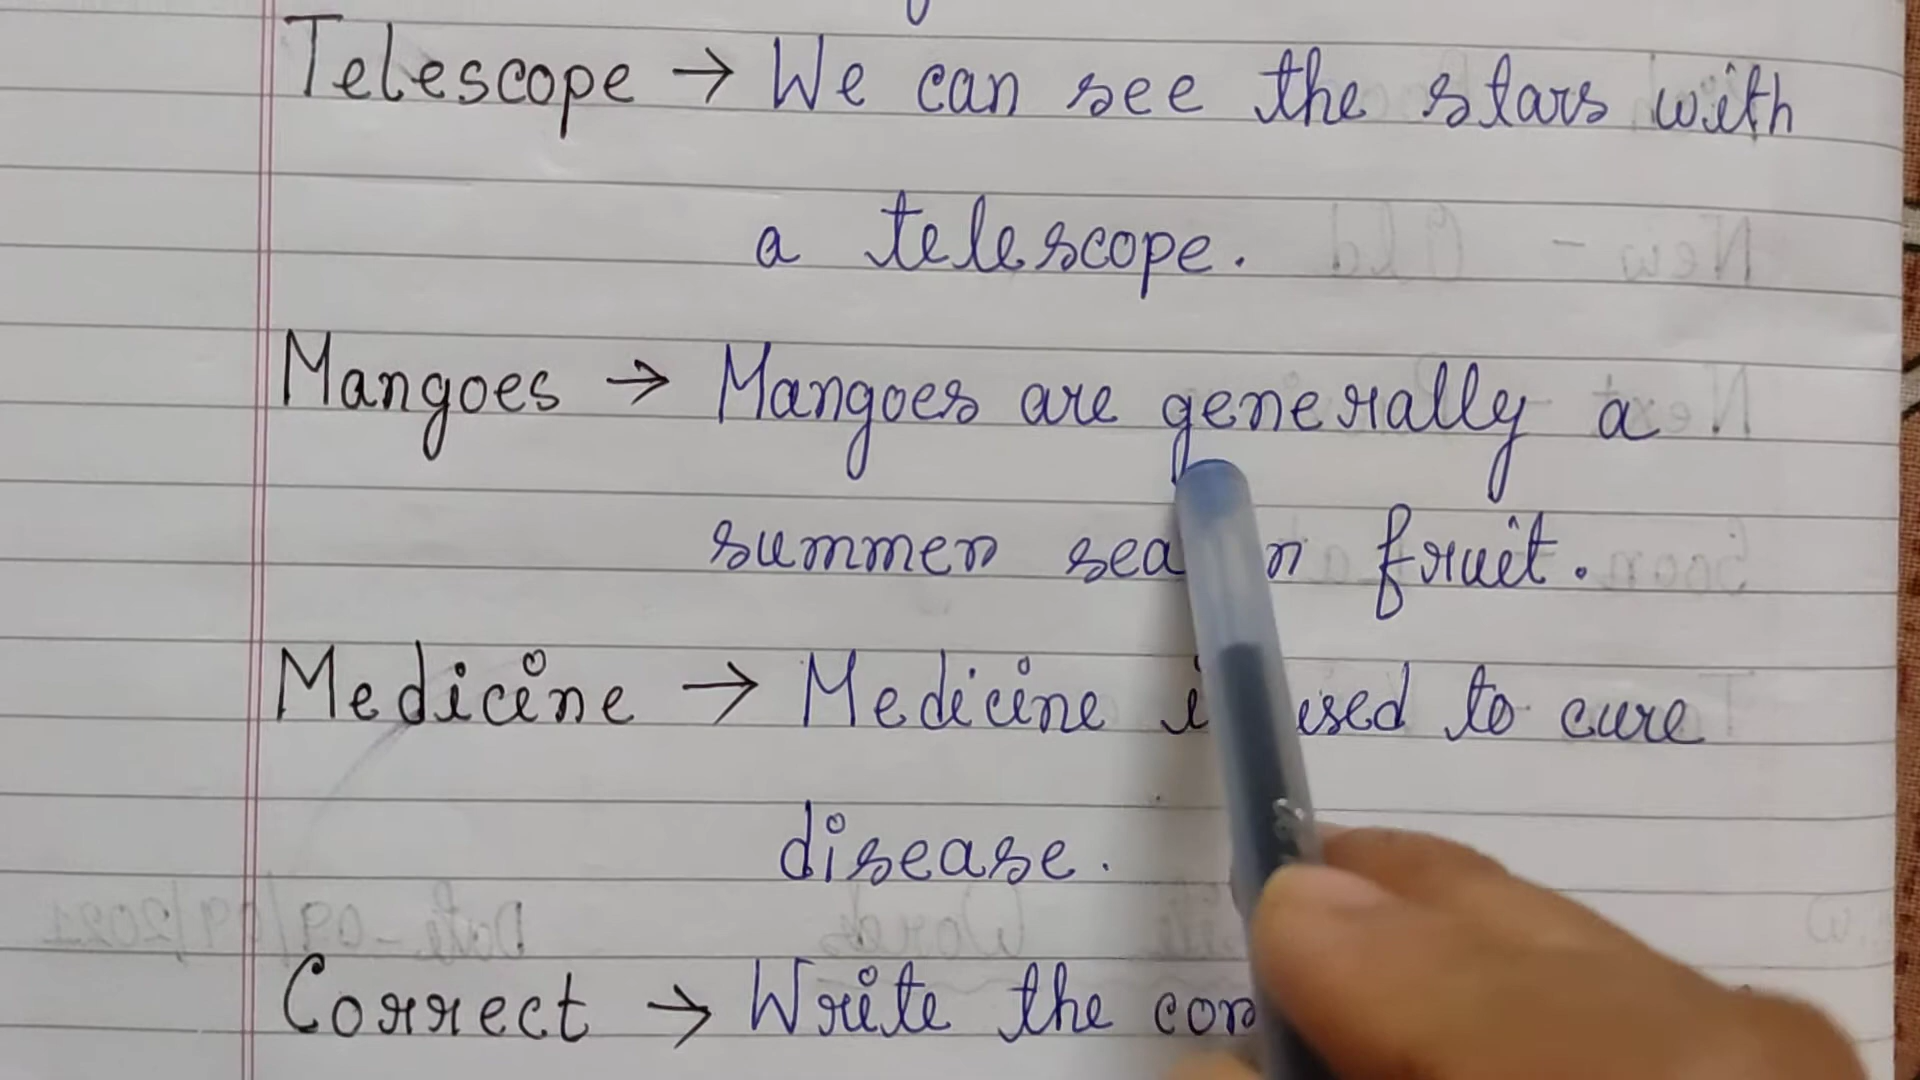 Telescope → We can see the stars with
a telescope.
Mangoes → Mangoes are generally a
summer sea n fruit.
Medicine → Medicine i used to cure
disease.
Correct → Write the cor